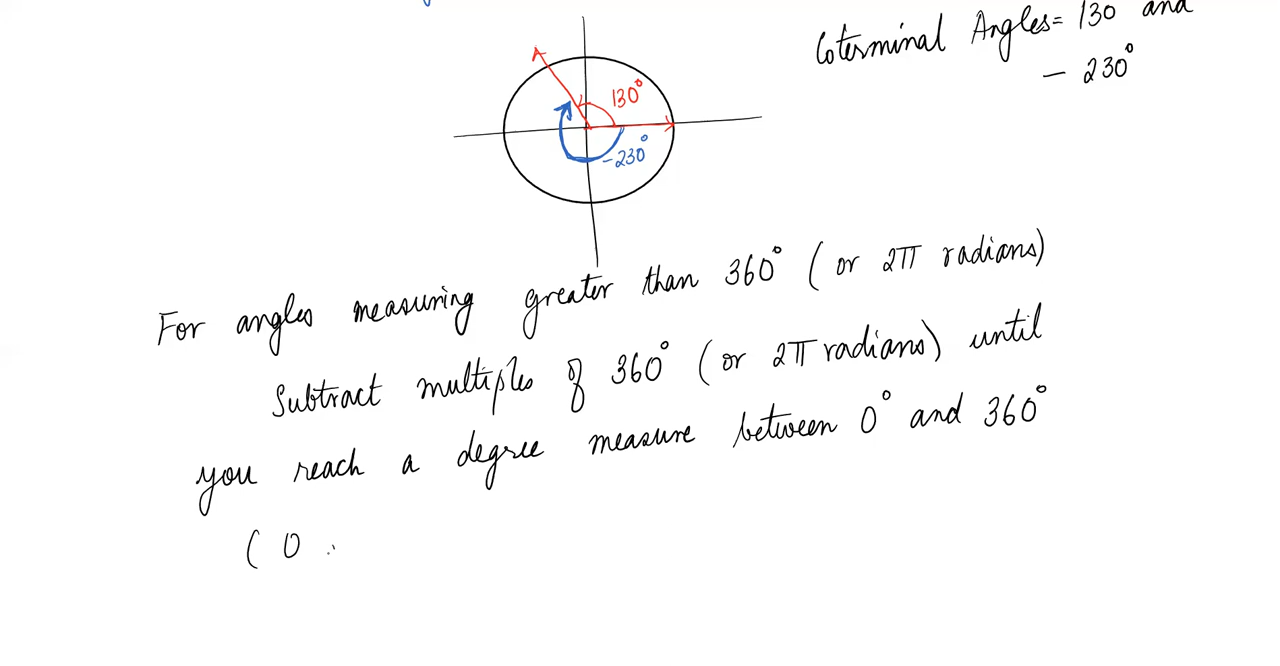 Coterminal Angles = 130 and
- 230°
130°
-230°
For angles measuring greater than 360° (or 2π radians)
Subtract multiples of 360° (or 2π radians) until
you reach a degree measure between 0° and 360°
( 0